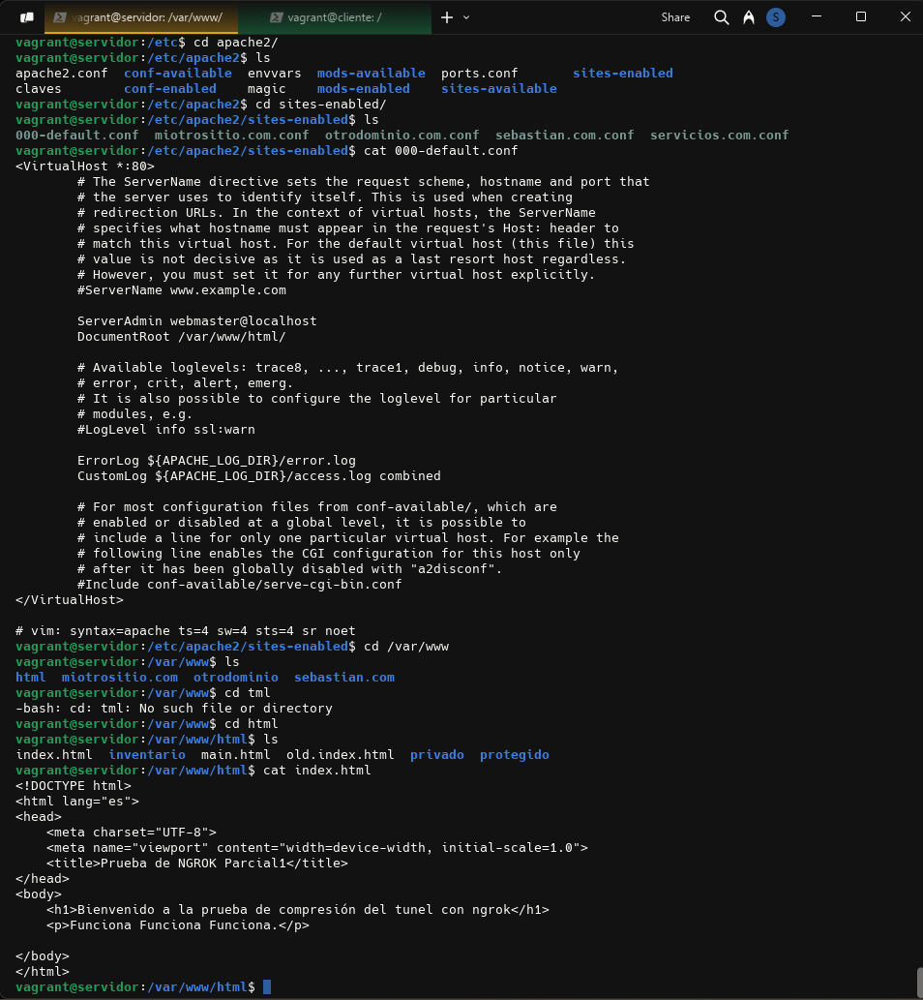 vagrant@servidor: /var/www/ vagrant@cliente: / Share S
vagrant@servidor:/etc$ cd apache2/
vagrant@servidor:/etc/apache2$ ls
apache2.conf  conf-available  envvars  mods-available  ports.conf       sites-enabled
claves        conf-enabled    magic    mods-enabled    sites-available
vagrant@servidor:/etc/apache2$ cd sites-enabled/
vagrant@servidor:/etc/apache2/sites-enabled$ ls
000-default.conf  miotrositio.com.conf  otrodominio.com.conf  sebastian.com.conf  servicios.com.conf
vagrant@servidor:/etc/apache2/sites-enabled$ cat 000-default.conf
<VirtualHost *:80>
        # The ServerName directive sets the request scheme, hostname and port that
        # the server uses to identify itself. This is used when creating
        # redirection URLs. In the context of virtual hosts, the ServerName
        # specifies what hostname must appear in the request's Host: header to
        # match this virtual host. For the default virtual host (this file) this
        # value is not decisive as it is used as a last resort host regardless.
        # However, you must set it for any further virtual host explicitly.
        #ServerName www.example.com

        ServerAdmin webmaster@localhost
        DocumentRoot /var/www/html/

        # Available loglevels: trace8, ..., trace1, debug, info, notice, warn,
        # error, crit, alert, emerg.
        # It is also possible to configure the loglevel for particular
        # modules, e.g.
        #LogLevel info ssl:warn

        ErrorLog ${APACHE_LOG_DIR}/error.log
        CustomLog ${APACHE_LOG_DIR}/access.log combined

        # For most configuration files from conf-available/, which are
        # enabled or disabled at a global level, it is possible to
        # include a line for only one particular virtual host. For example the
        # following line enables the CGI configuration for this host only
        # after it has been globally disabled with "a2disconf".
        #Include conf-available/serve-cgi-bin.conf
</VirtualHost>

# vim: syntax=apache ts=4 sw=4 sts=4 sr noet
vagrant@servidor:/etc/apache2/sites-enabled$ cd /var/www
vagrant@servidor:/var/www$ ls
html  miotrositio.com  otrodominio  sebastian.com
vagrant@servidor:/var/www$ cd tml
-bash: cd: tml: No such file or directory
vagrant@servidor:/var/www$ cd html
vagrant@servidor:/var/www/html$ ls
index.html  inventario  main.html  old.index.html  privado  protegido
vagrant@servidor:/var/www/html$ cat index.html
<!DOCTYPE html>
<html lang="es">
<head>
    <meta charset="UTF-8">
    <meta name="viewport" content="width=device-width, initial-scale=1.0">
    <title>Prueba de NGROK Parcial1</title>
</head>
<body>
    <h1>Bienvenido a la prueba de compresión del tunel con ngrok</h1>
    <p>Funciona Funciona Funciona.</p>

</body>
</html>
vagrant@servidor:/var/www/html$